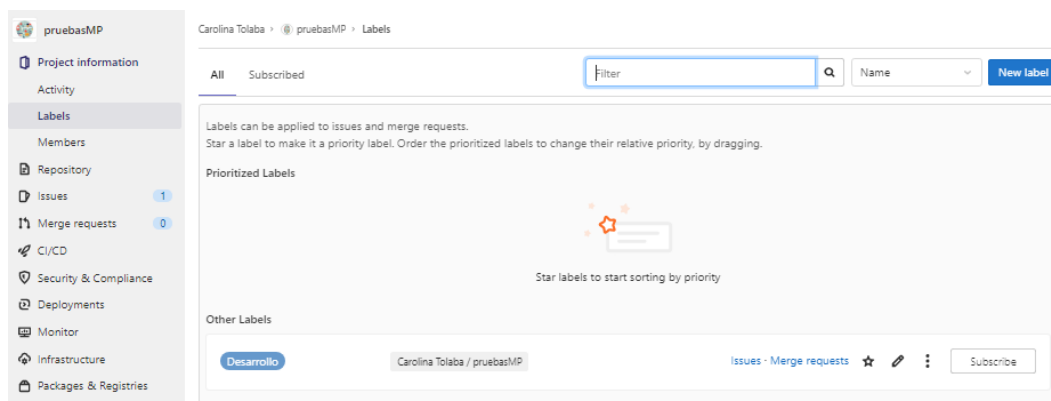 pruebasMP
Project information
Activity
Labels
Members
Repository
Issues 1
Merge requests 0
CI/CD
Security & Compliance
Deployments
Monitor
Infrastructure
Packages & Registries
Carolina Tolaba > pruebasMP > Labels
All Subscribed Filter Name New label
Labels can be applied to issues and merge requests.
Star a label to make it a priority label. Order the prioritized labels to change their relative priority, by dragging.
Prioritized Labels
Star labels to start sorting by priority
Other Labels
Desarrollo Carolina Tolaba / pruebasMP Issues · Merge requests Subscribe